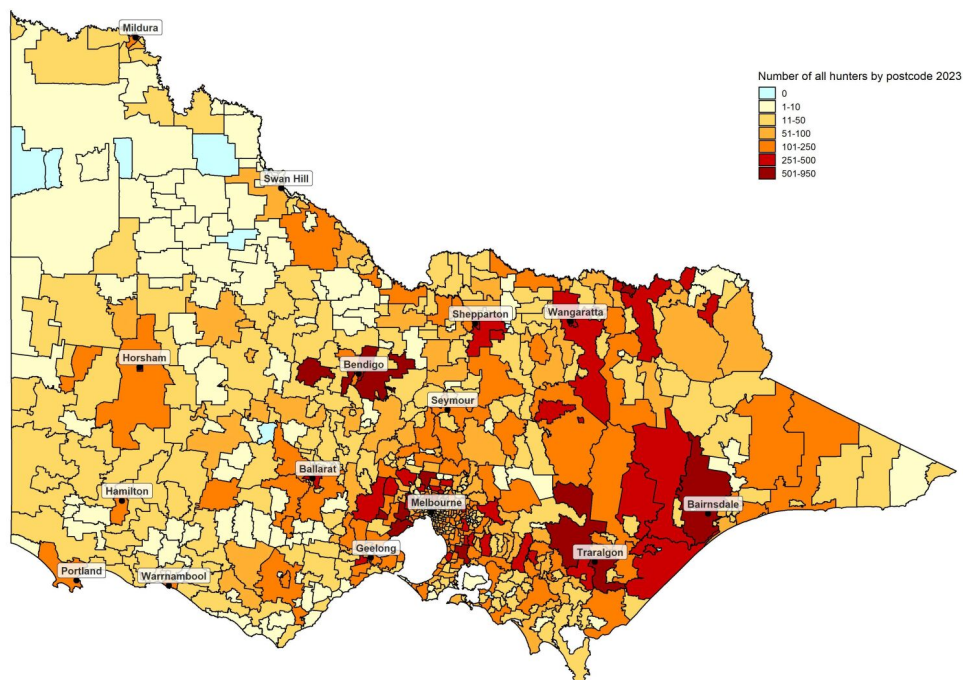 Mildura
Number of all hunters by postcode 2023
0
1-10
11-50
51-100
101-250
251-500
501-950
Swan Hill
Shepparton
Wangaratta
Horsham
Bendigo
Seymour
Ballarat
Hamilton
Melbourne
Bairnsdale
Geelong
Traralgon
Portland
Warrnambool